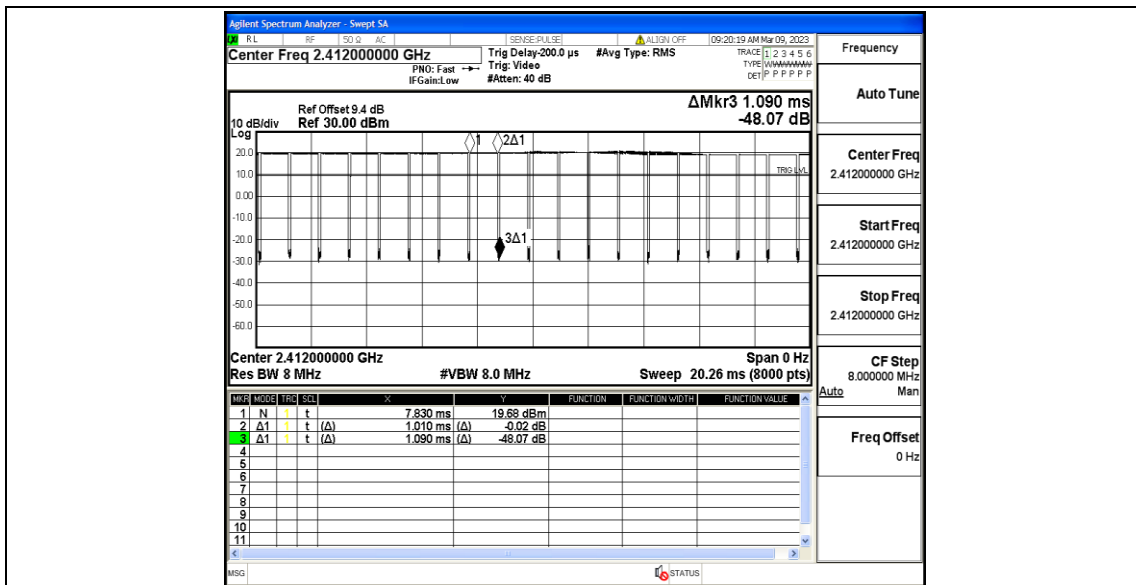 Agilent Spectrum Analyzer - Swept SA
RL RF 50 Ω AC SENSE:PULSE ALIGN OFF 09:20:19 AM Mar 09, 2023
Center Freq 2.412000000 GHz
PNO: Fast
IFGain:Low
Trig Delay-200.0 µs
Trig: Video
#Atten: 40 dB
#Avg Type: RMS
TRACE 1 2 3 4 5 6
TYPE
DET P P P P P P
Frequency
Auto Tune
Center Freq
2.412000000 GHz
Start Freq
2.412000000 GHz
Stop Freq
2.412000000 GHz
CF Step
8.000000 MHz
Auto Man
Freq Offset
0 Hz
ΔMkr3 1.090 ms
-48.07 dB
Ref Offset 9.4 dB
10 dB/div Ref 30.00 dBm
Log
1 2Δ1
20.0
10.0
TRIG LVL
0.00
-10.0
-20.0
3Δ1
-30.0
-40.0
-50.0
-60.0
Center 2.412000000 GHz Span 0 Hz
Res BW 8 MHz #VBW 8.0 MHz Sweep 20.26 ms (8000 pts)
MKR MODE TRC SCL X Y FUNCTION FUNCTION WIDTH FUNCTION VALUE
1 N 1 t 7.830 ms 19.68 dBm
2 Δ1 1 t (Δ) 1.010 ms (Δ) -0.02 dB
3 Δ1 1 t (Δ) 1.090 ms (Δ) -48.07 dB
4
5
6
7
8
9
10
11
MSG STATUS